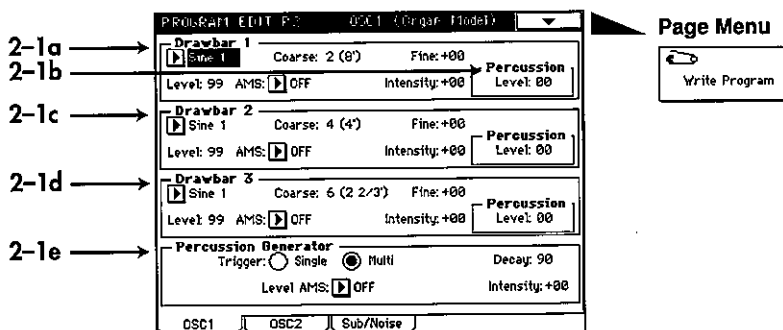 PROGRAM EDIT P2 OSC1 (Organ Model)
Page Menu
Write Program
2-1a
Drawbar 1
Sine 1 Coarse: 2 (8') Fine:+00
2-1b
Percussion
Level: 99 AMS: OFF Intensity:+00 Level: 00
2-1c
Drawbar 2
Sine 1 Coarse: 4 (4') Fine:+00
Percussion
Level: 99 AMS: OFF Intensity:+00 Level: 00
2-1d
Drawbar 3
Sine 1 Coarse: 6 (2 2/3') Fine:+00
Percussion
Level: 99 AMS: OFF Intensity:+00 Level: 00
2-1e
Percussion Generator
Trigger: Single Multi Decay: 90
Level AMS: OFF Intensity:+00
OSC1 OSC2 Sub/Noise